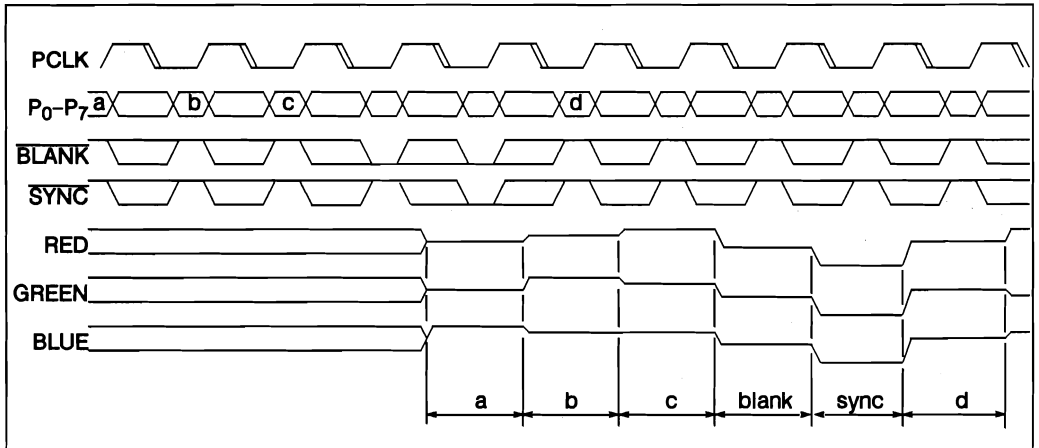 PCLK
P0–P7 a b c d
BLANK
SYNC
RED
GREEN
BLUE
a b c blank sync d